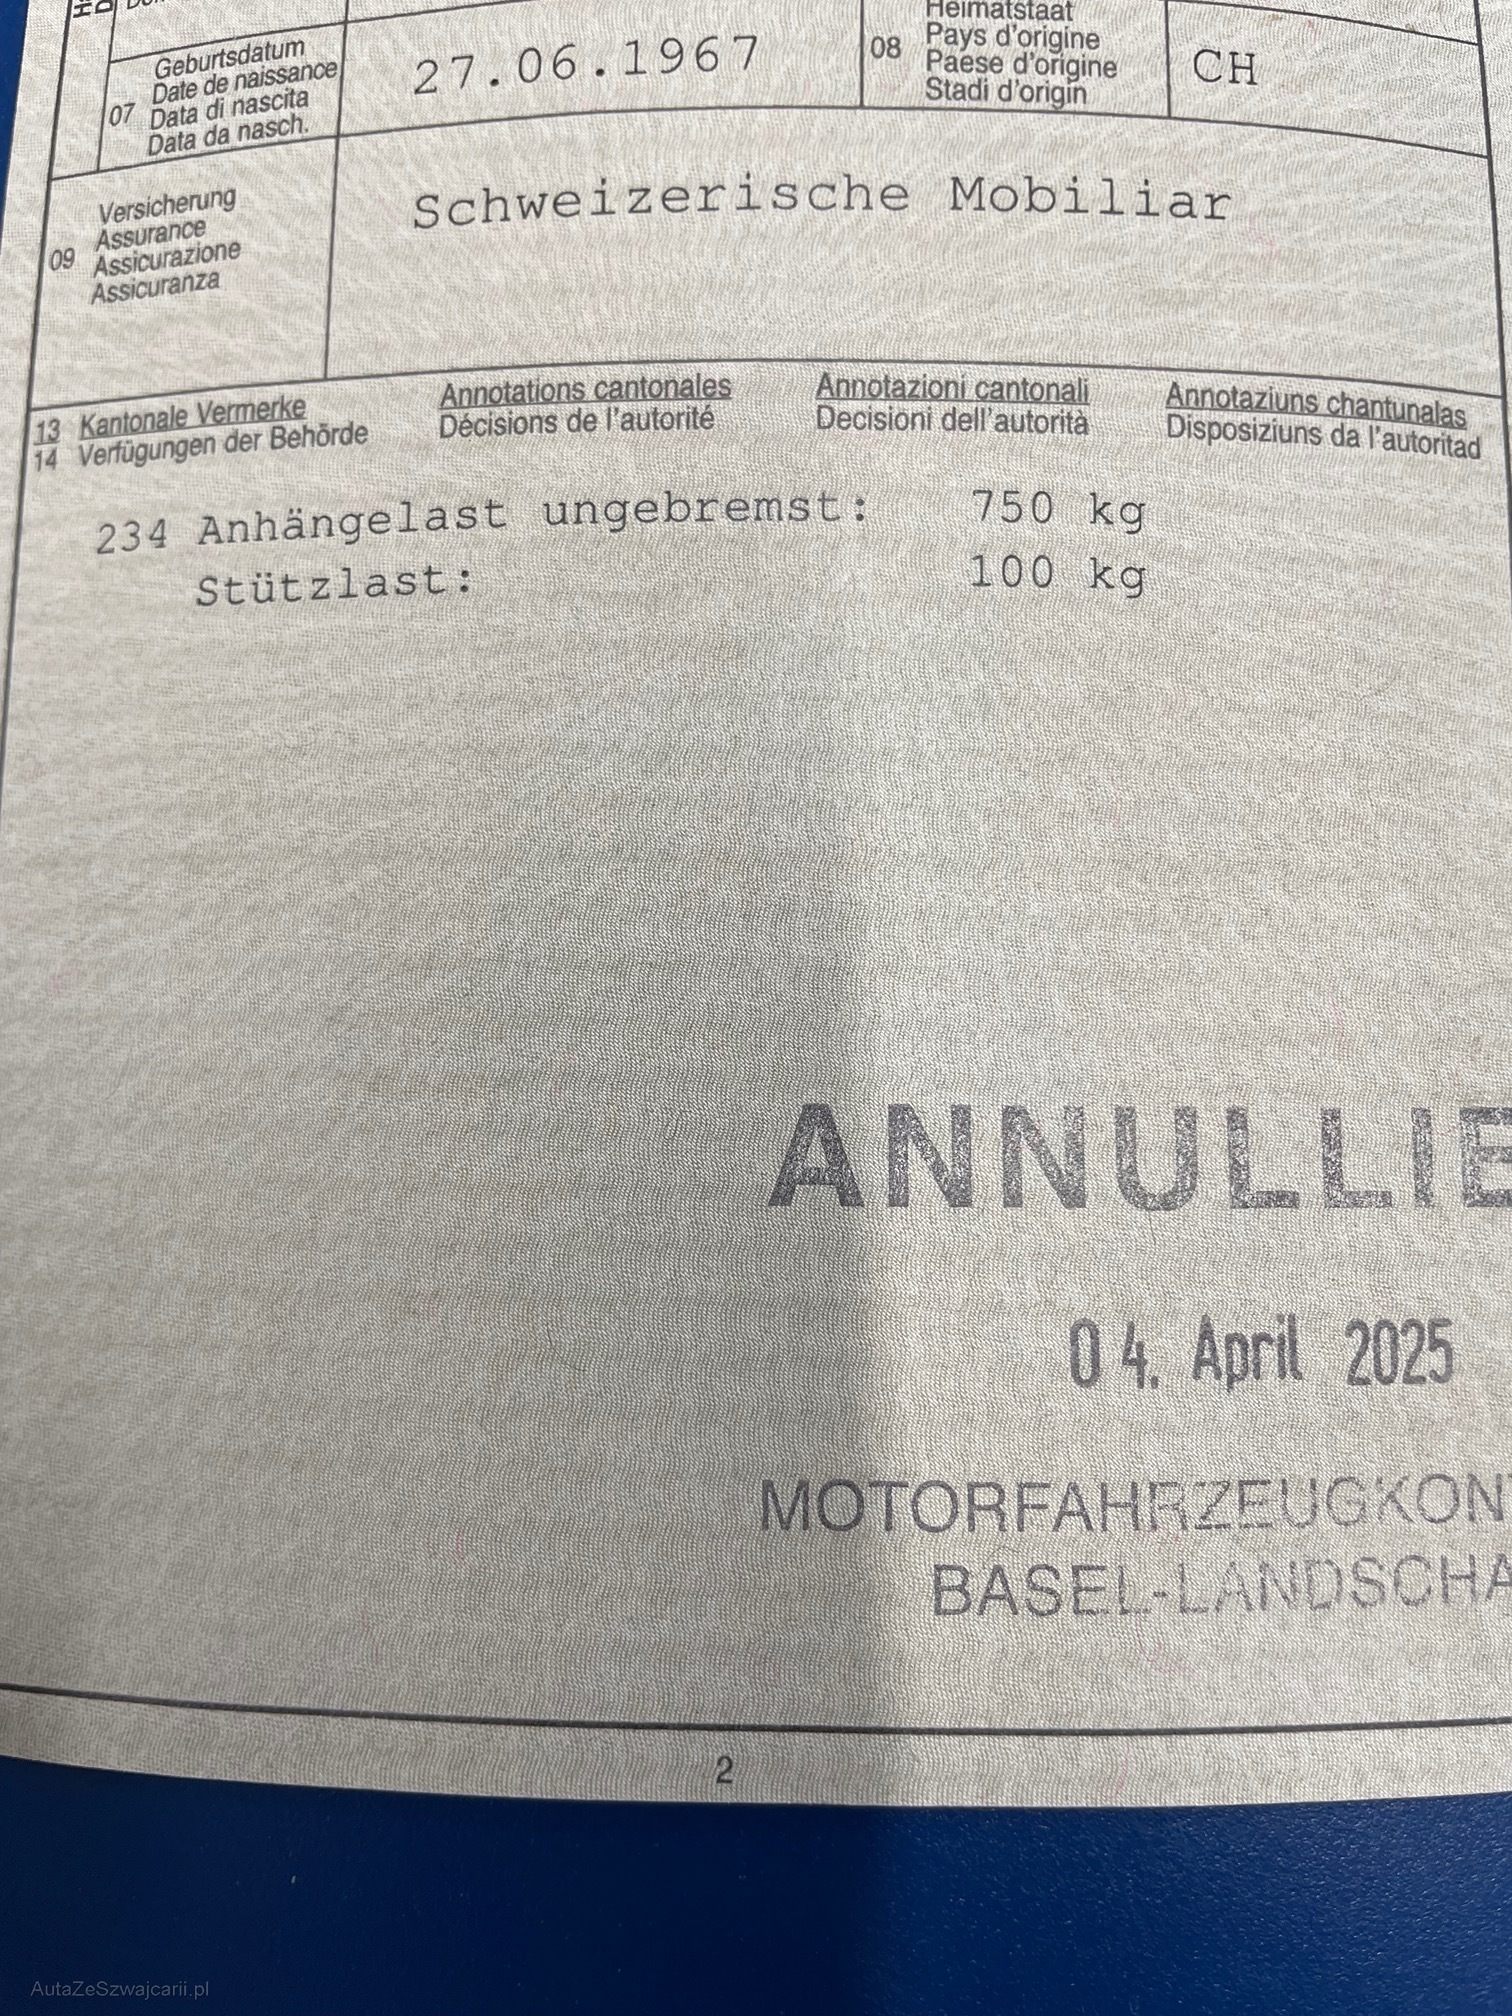 Geburtsdatum
Date de naissance
07 Data di nascita
Data da nasch.
27.06.1967
Heimatstaat
08 Pays d'origine
Paese d'origine
Stadi d'origin
CH
Versicherung
Assurance
09 Assicurazione
Assicuranza
Schweizerische Mobiliar
13 Kantonale Vermerke Annotations cantonales Annotazioni cantonali Annotaziuns chantunalas
14 Verfügungen der Behörde Décisions de l'autorité Decisioni dell'autorità Disposiziuns da l'autoritad
234 Anhängelast ungebremst: 750 kg
Stützlast: 100 kg
ANNULLIE
04. April 2025
MOTORFAHRZEUGKON
BASEL-LANDSCHA
2
AutaZeSzwajcarii.pl